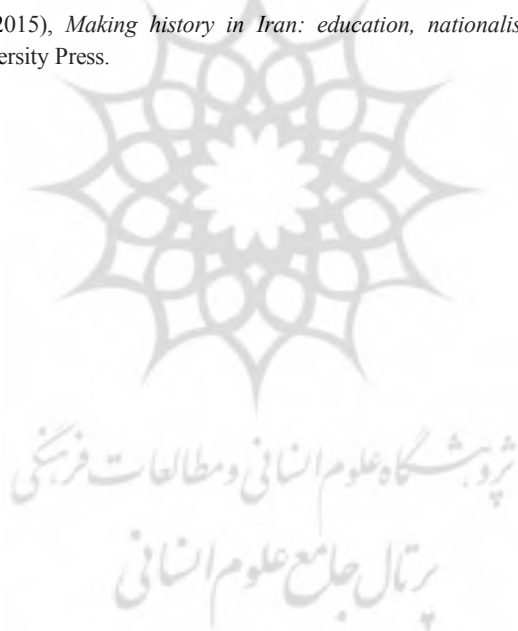 2015), Making history in Iran: education, nationalis
ersity Press.
پژوهشگاه علوم انسانی و مطالعات فرهنگی
پرتال جامع علوم انسانی